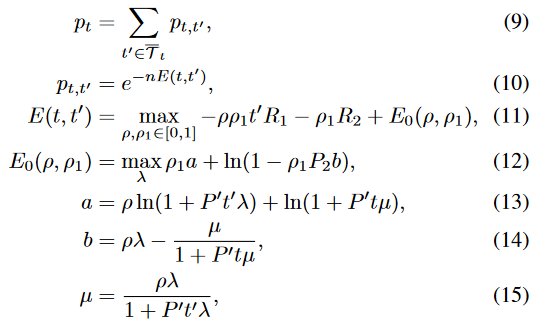 p_t = \sum_{t' \in \overline{\mathcal{T}}_t} p_{t,t'}, (9)
p_{t,t'} = e^{-nE(t,t')}, (10)
E(t,t') = \max_{\rho,\rho_1 \in [0,1]} -\rho\rho_1 t' R_1 - \rho_1 R_2 + E_0(\rho,\rho_1), (11)
E_0(\rho,\rho_1) = \max_{\lambda} \rho_1 a + \ln(1 - \rho_1 P_2 b), (12)
a = \rho \ln(1 + P't'\lambda) + \ln(1 + P't\mu), (13)
b = \rho\lambda - \frac{\mu}{1 + P't\mu}, (14)
\mu = \frac{\rho\lambda}{1 + P't'\lambda}, (15)